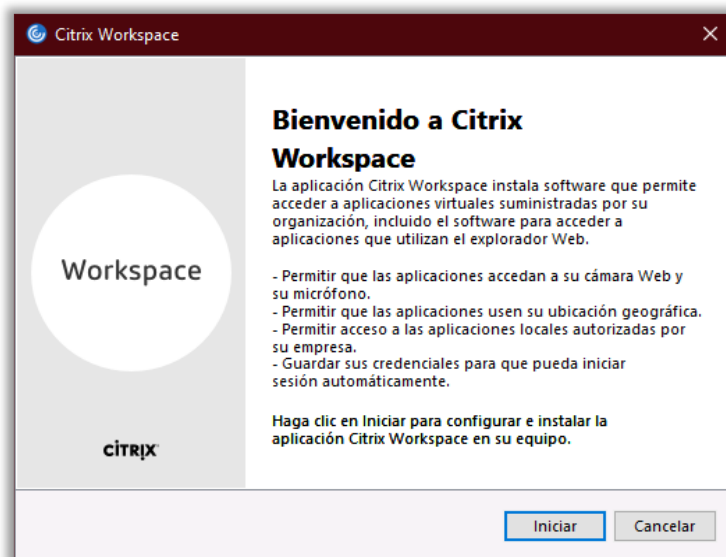 Citrix Workspace
Bienvenido a Citrix
Workspace
La aplicación Citrix Workspace instala software que permite
acceder a aplicaciones virtuales suministradas por su
organización, incluido el software para acceder a
aplicaciones que utilizan el explorador Web.
- Permitir que las aplicaciones accedan a su cámara Web y
su micrófono.
- Permitir que las aplicaciones usen su ubicación geográfica.
- Permitir acceso a las aplicaciones locales autorizadas por
su empresa.
- Guardar sus credenciales para que pueda iniciar
sesión automáticamente.
Haga clic en Iniciar para configurar e instalar la
aplicación Citrix Workspace en su equipo.
Workspace
citrix
Iniciar
Cancelar